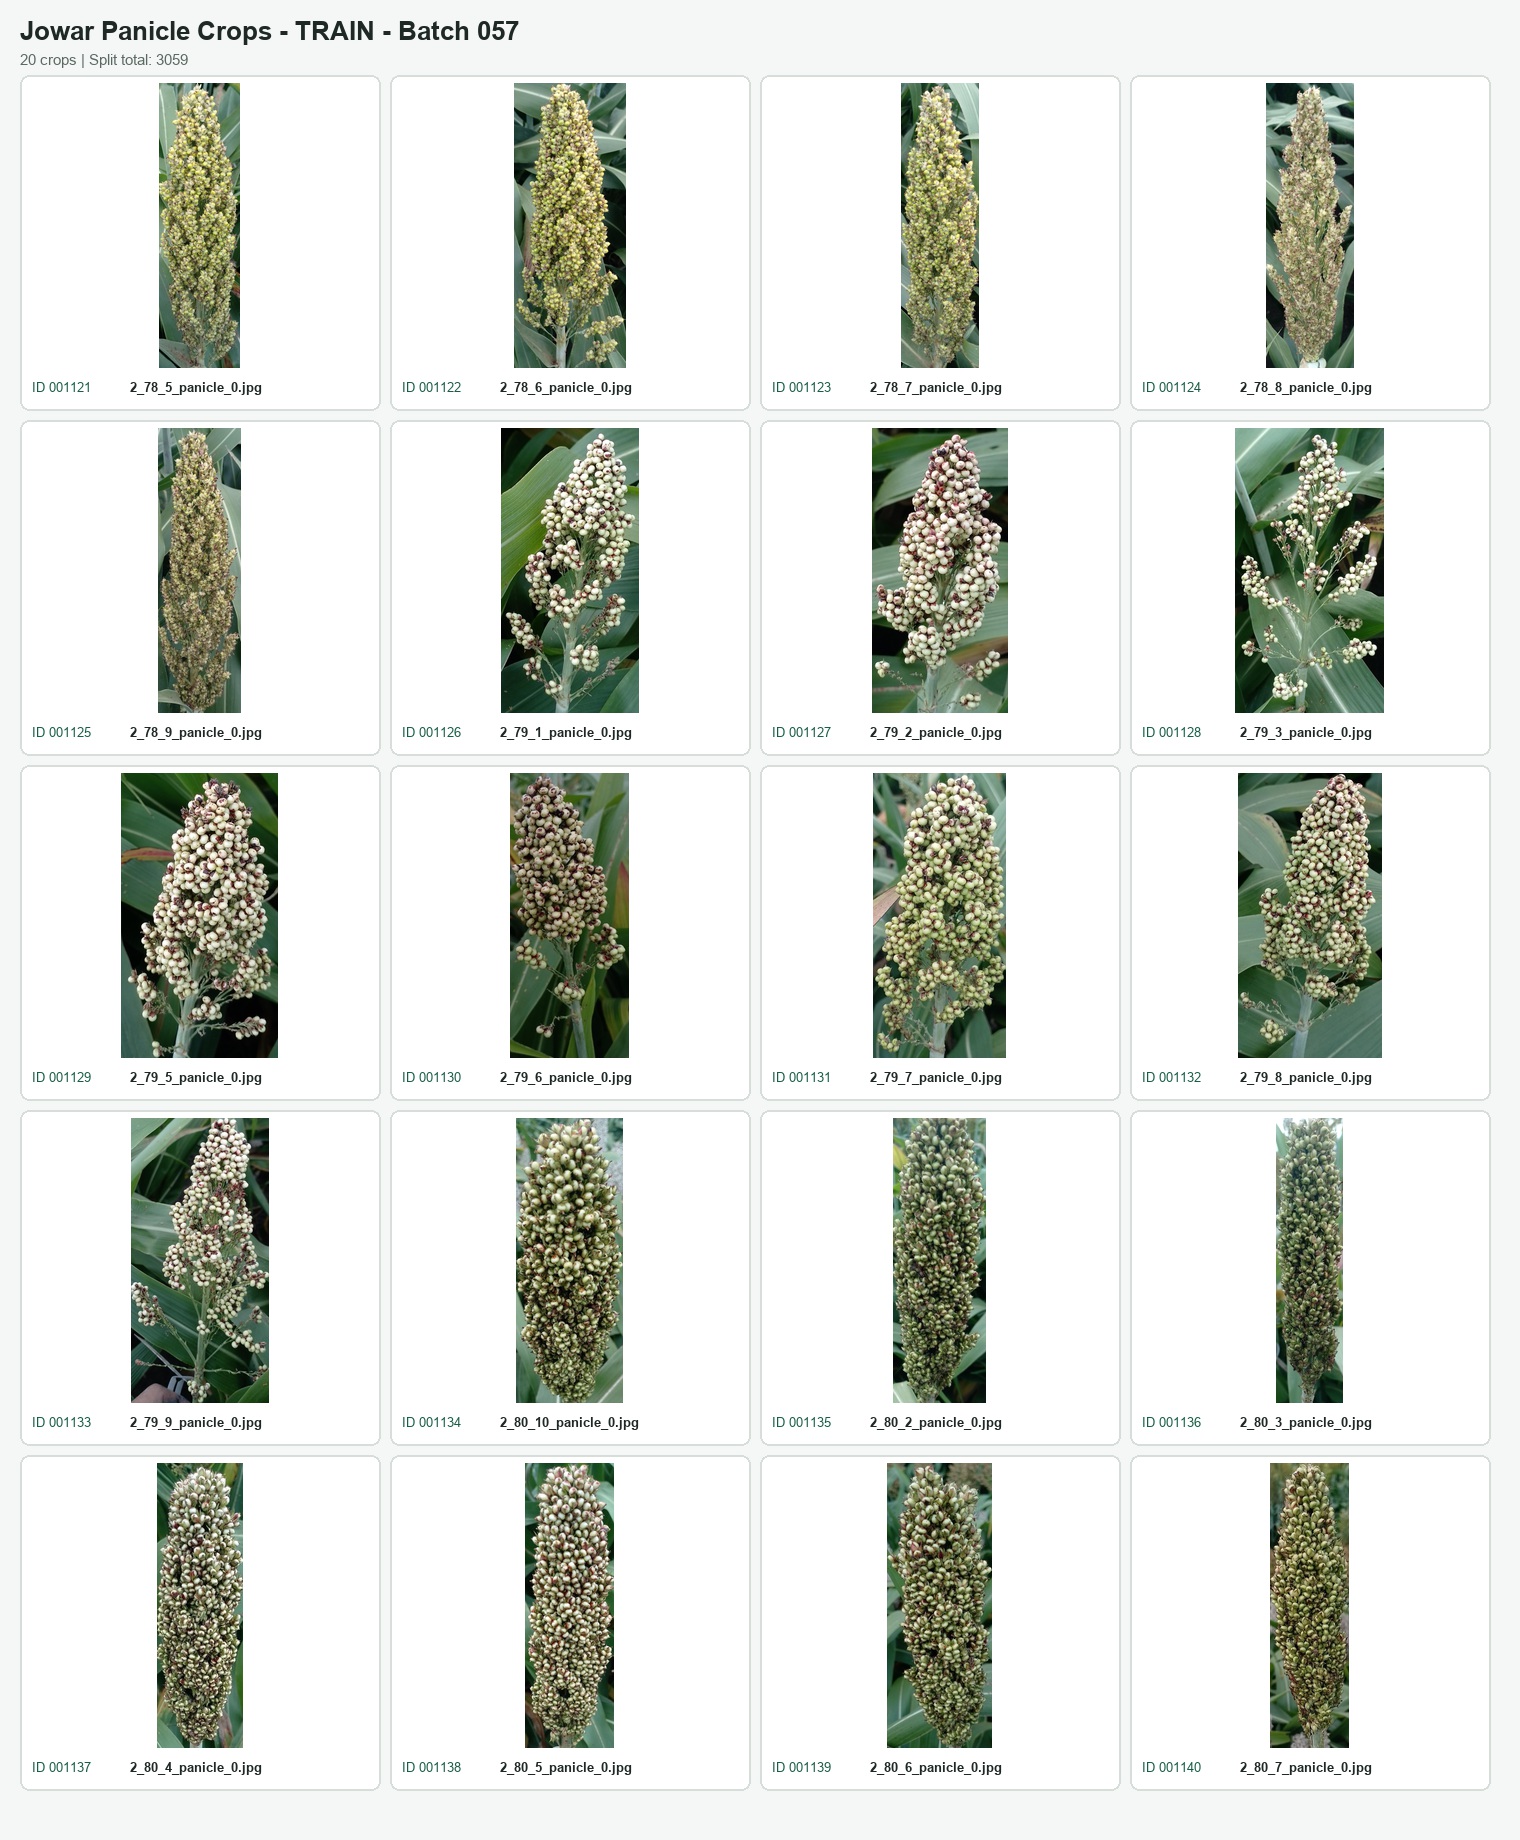 Jowar Panicle Crops - TRAIN - Batch 057
20 crops | Split total: 3059
ID 001121 2_78_5_panicle_0.jpg
ID 001122 2_78_6_panicle_0.jpg
ID 001123 2_78_7_panicle_0.jpg
ID 001124 2_78_8_panicle_0.jpg
ID 001125 2_78_9_panicle_0.jpg
ID 001126 2_79_1_panicle_0.jpg
ID 001127 2_79_2_panicle_0.jpg
ID 001128 2_79_3_panicle_0.jpg
ID 001129 2_79_5_panicle_0.jpg
ID 001130 2_79_6_panicle_0.jpg
ID 001131 2_79_7_panicle_0.jpg
ID 001132 2_79_8_panicle_0.jpg
ID 001133 2_79_9_panicle_0.jpg
ID 001134 2_80_10_panicle_0.jpg
ID 001135 2_80_2_panicle_0.jpg
ID 001136 2_80_3_panicle_0.jpg
ID 001137 2_80_4_panicle_0.jpg
ID 001138 2_80_5_panicle_0.jpg
ID 001139 2_80_6_panicle_0.jpg
ID 001140 2_80_7_panicle_0.jpg